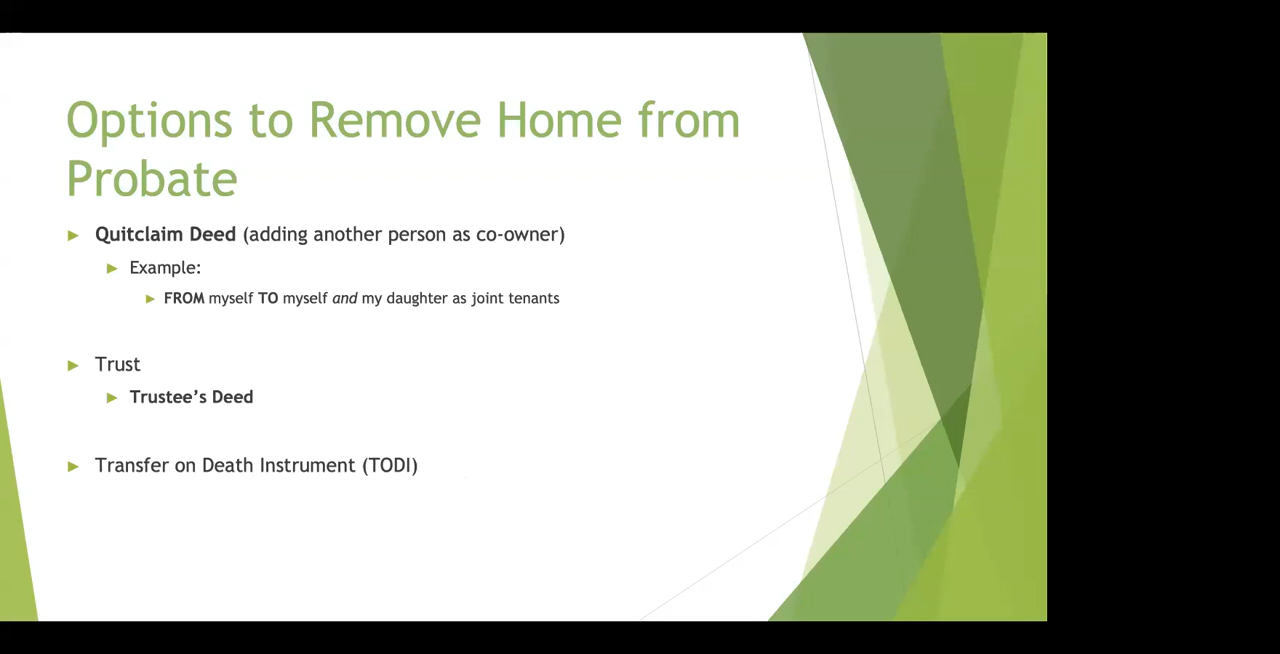 Options to Remove Home from
Probate
Quitclaim Deed (adding another person as co-owner)
Example:
FROM myself TO myself and my daughter as joint tenants
Trust
Trustee’s Deed
Transfer on Death Instrument (TODI)